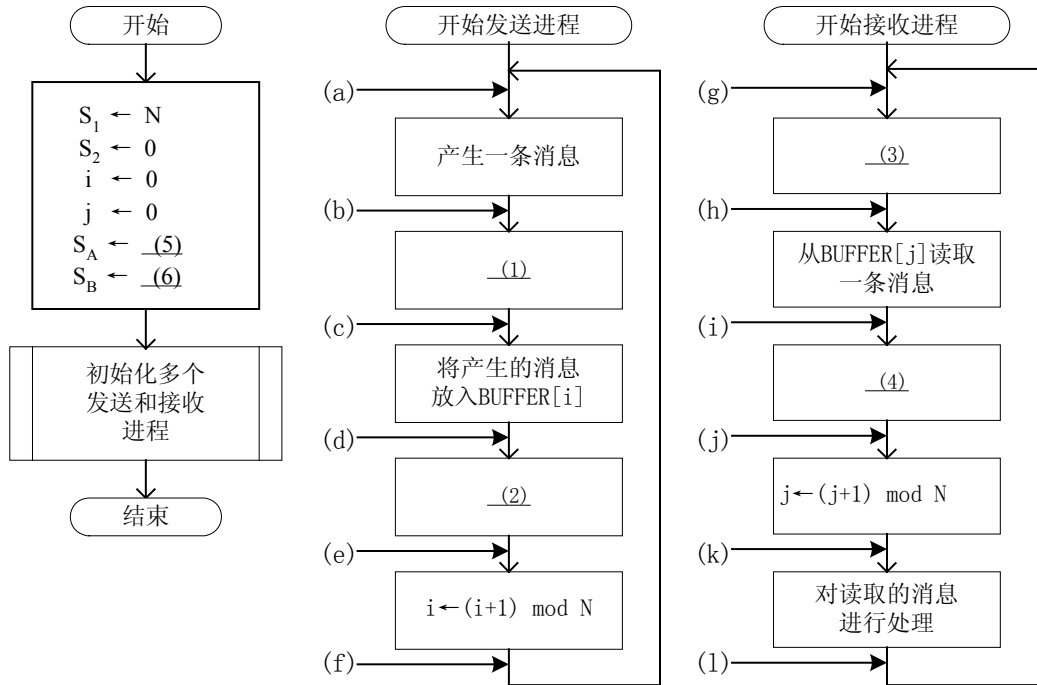 开始
S₁ ← N
S₂ ← 0
i ← 0
j ← 0
S_A ← (5)
S_B ← (6)
初始化多个
发送和接收
进程
结束
开始发送进程
(a)
产生一条消息
(b)
(1)
(c)
将产生的消息
放入BUFFER[i]
(d)
(2)
(e)
i←(i+1) mod N
(f)
开始接收进程
(g)
(3)
(h)
从BUFFER[j]读取
一条消息
(i)
(4)
(j)
j←(j+1) mod N
(k)
对读取的消息
进行处理
(l)